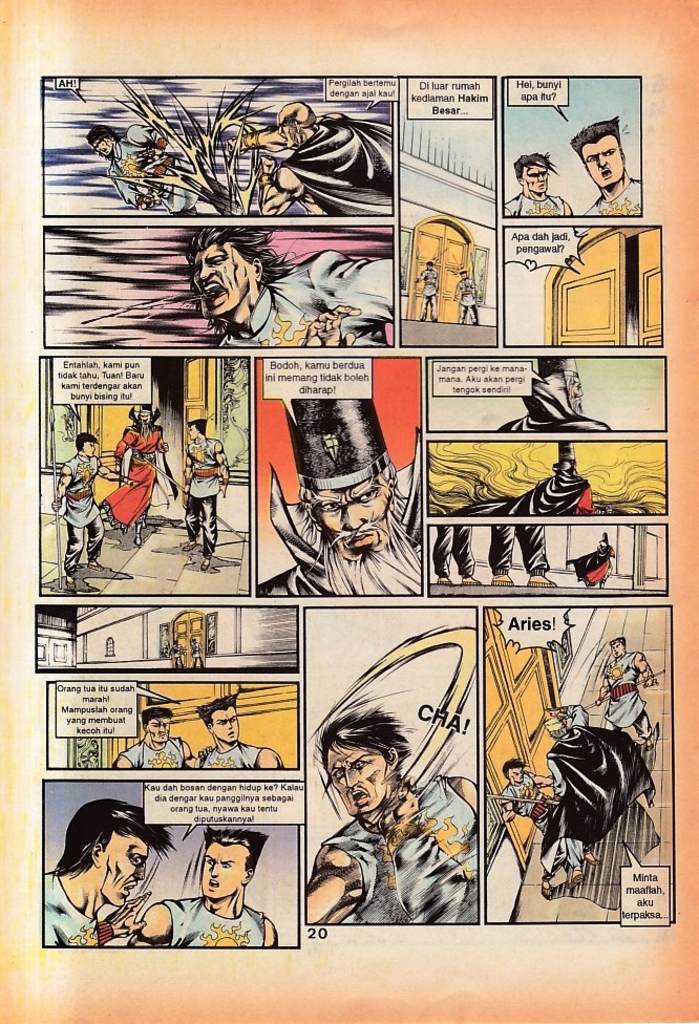 AH!
Pergilah bertemu
dengan ajal kau!
Di luar rumah
kediaman Hakim
Besar...
Hei, bunyi
apa itu?
Apa dah jadi,
pengawal?
Entahlah, kami pun
tidak tahu, Tuan! Baru
kami terdengar akan
bunyi bising itu!
Bodoh, kamu berdua
ini memang tidak boleh
diharap!
Jangan pergi ke mana-
mana. Aku akan pergi
tengok sendiri!
Orang tua itu sudah
marah!
Mampuslah orang
yang membuat
kecoh itu!
Kau dah bosan dengan hidup ke? Kalau
dia dengar kau panggilnya sebagai
orang tua, nyawa kau tentu
diputuskannya!
CHA!
Aries!
Minta
maaflah,
aku
terpaksa...
20